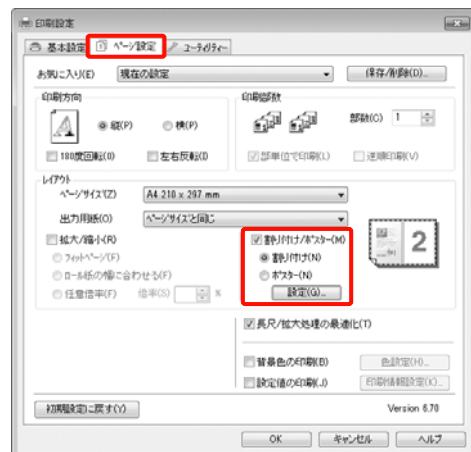 印刷設定
基本設定 ページ設定 ユーティリティー
お気に入り(E) 現在の設定 保存/削除(D)...
印刷方向 印刷部数
縦(P) 横(P) 部数(C) 1
180度回転(O) 左右反転(I) 部単位で印刷(L) 逆順印刷(V)
レイアウト
ページサイズ(Z) A4 210 x 297 mm
出力用紙(O) ページサイズと同じ
拡大/縮小(R) 割り付け/ポスター(M)
フィットページ(F) 割り付け(N) 2
ロール紙の幅に合わせる(F) ポスター(N)
任意倍率(F) 倍率(S) % 設定(G)...
長尺/拡大処理の最適化(T)
背景色の印刷(B) 色設定(H)...
設定値の印刷(J) 印刷情報設定(K)...
初期設定に戻す(Y) Version 6.70
OK キャンセル ヘルプ